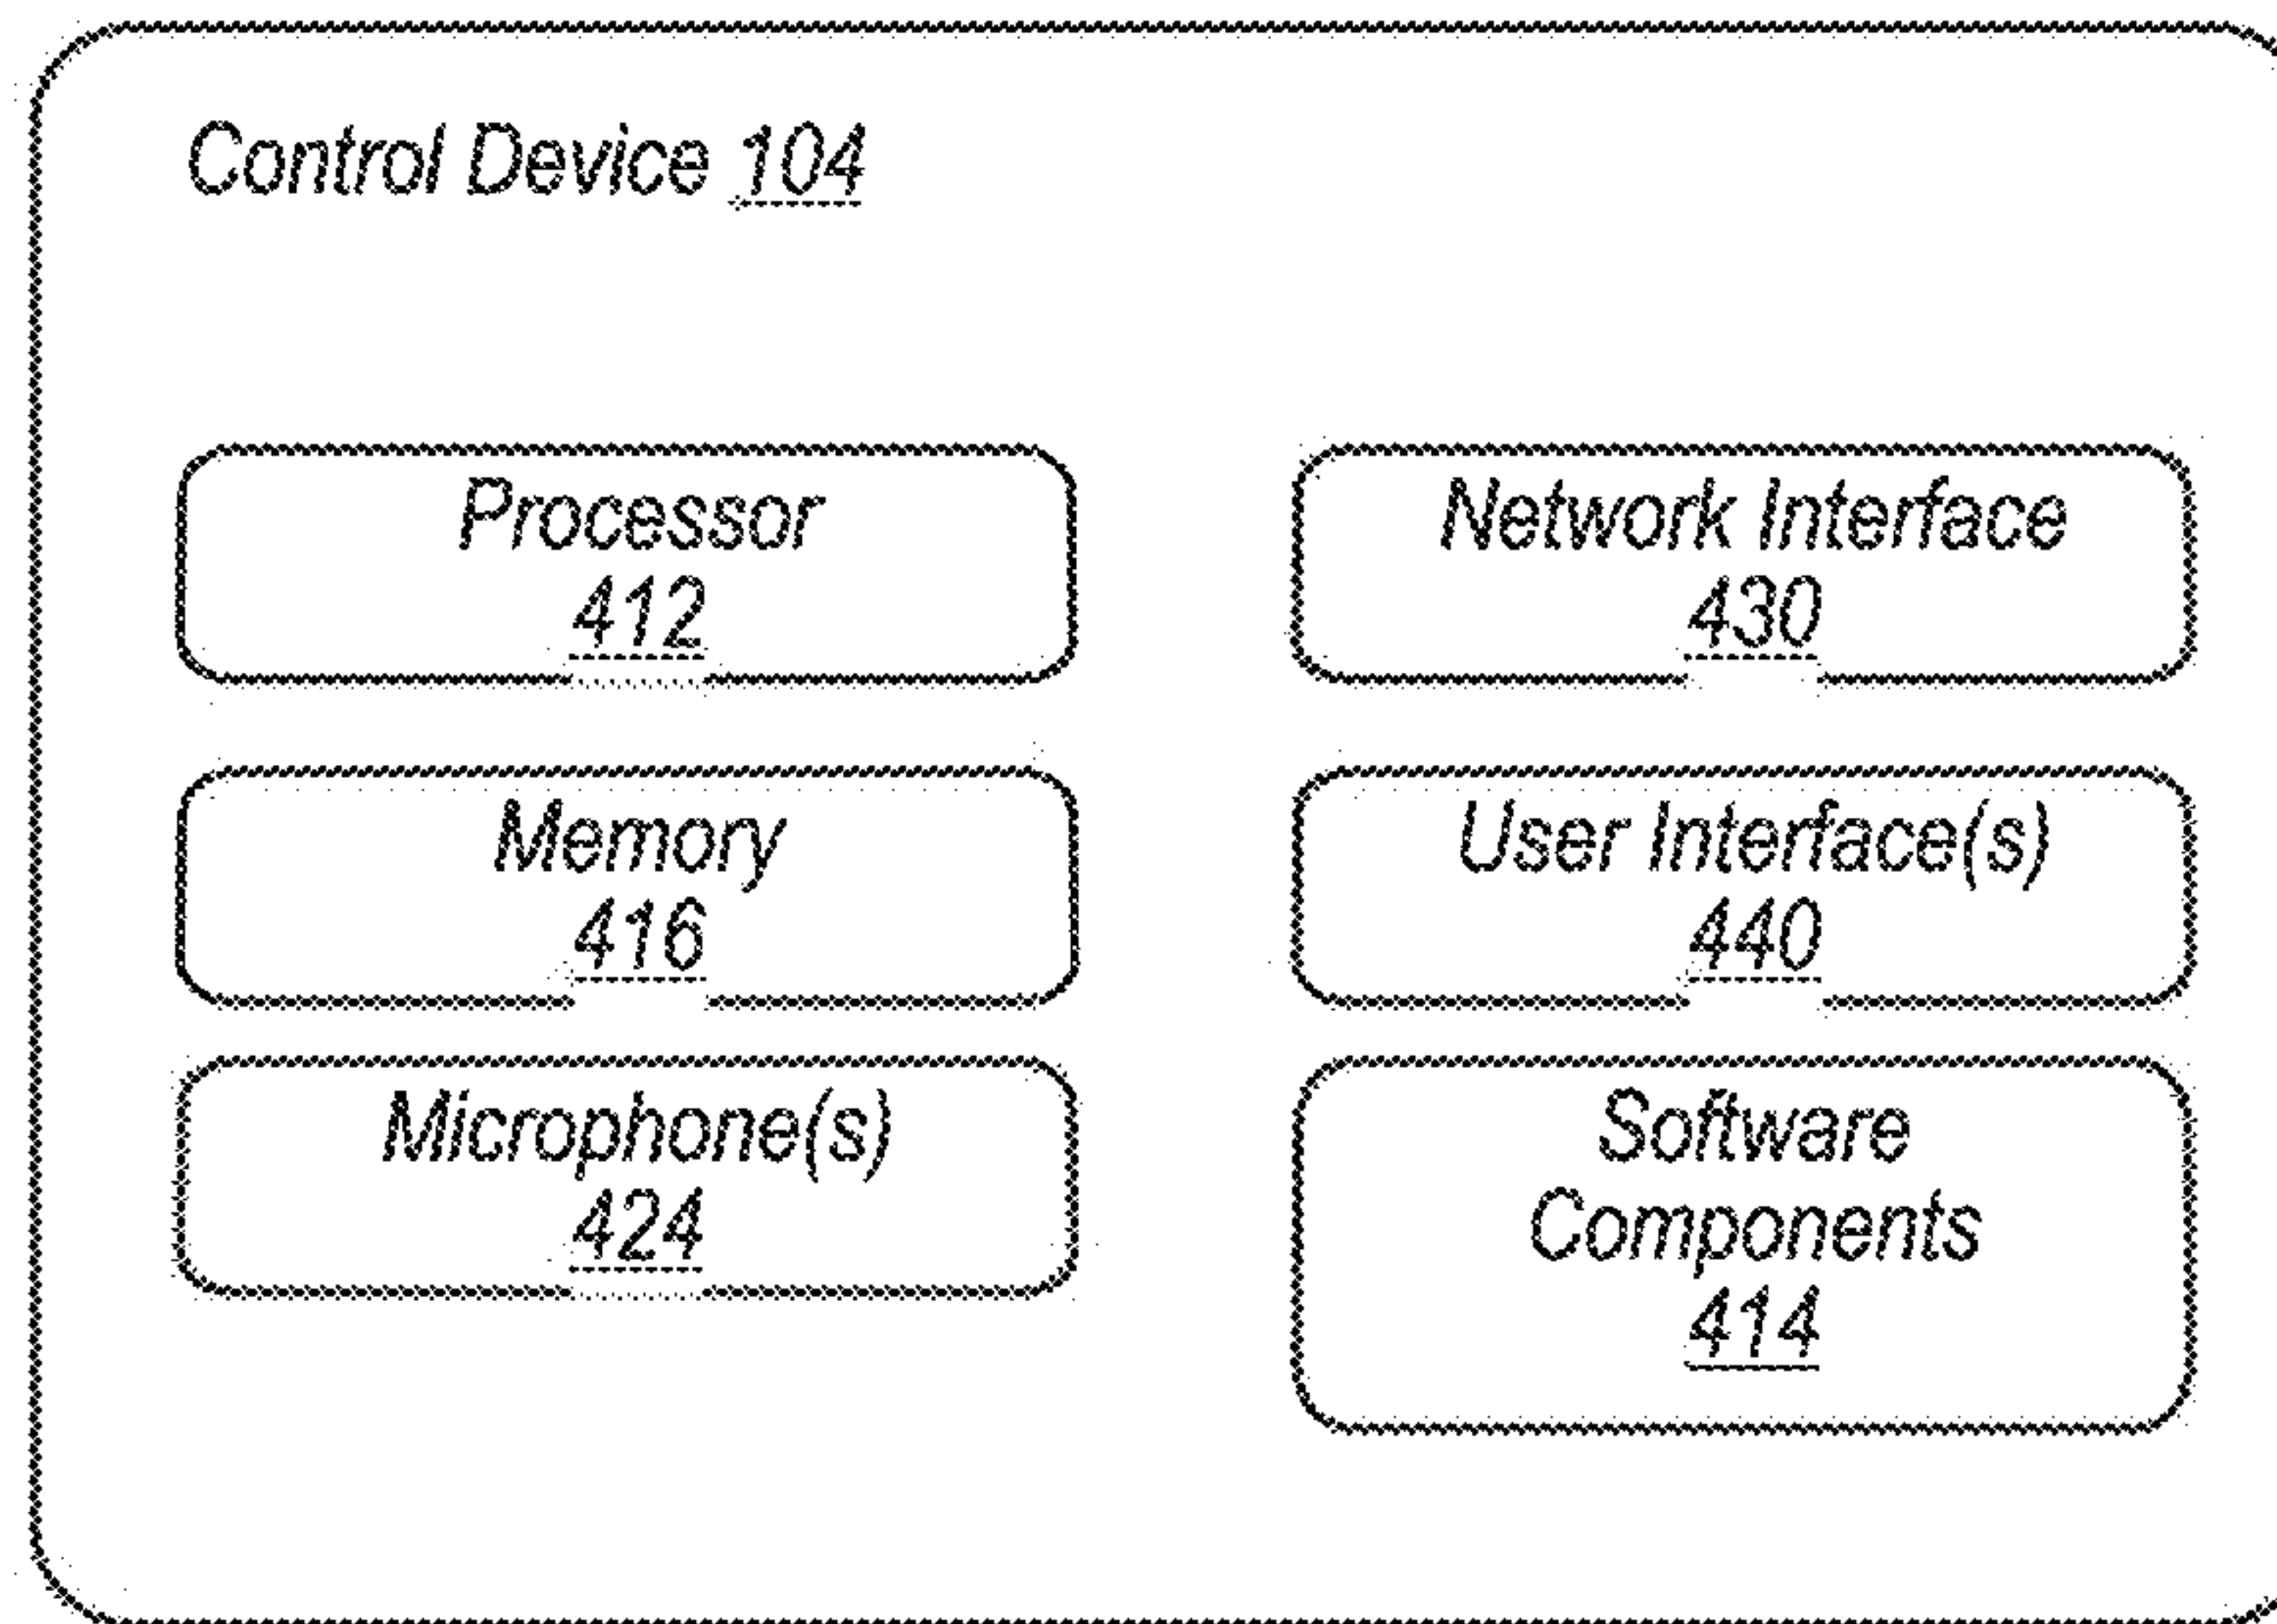 Control Device 104
Processor
412
Network Interface
430
Memory
416
User Interface(s)
440
Microphone(s)
424
Software
Components
414